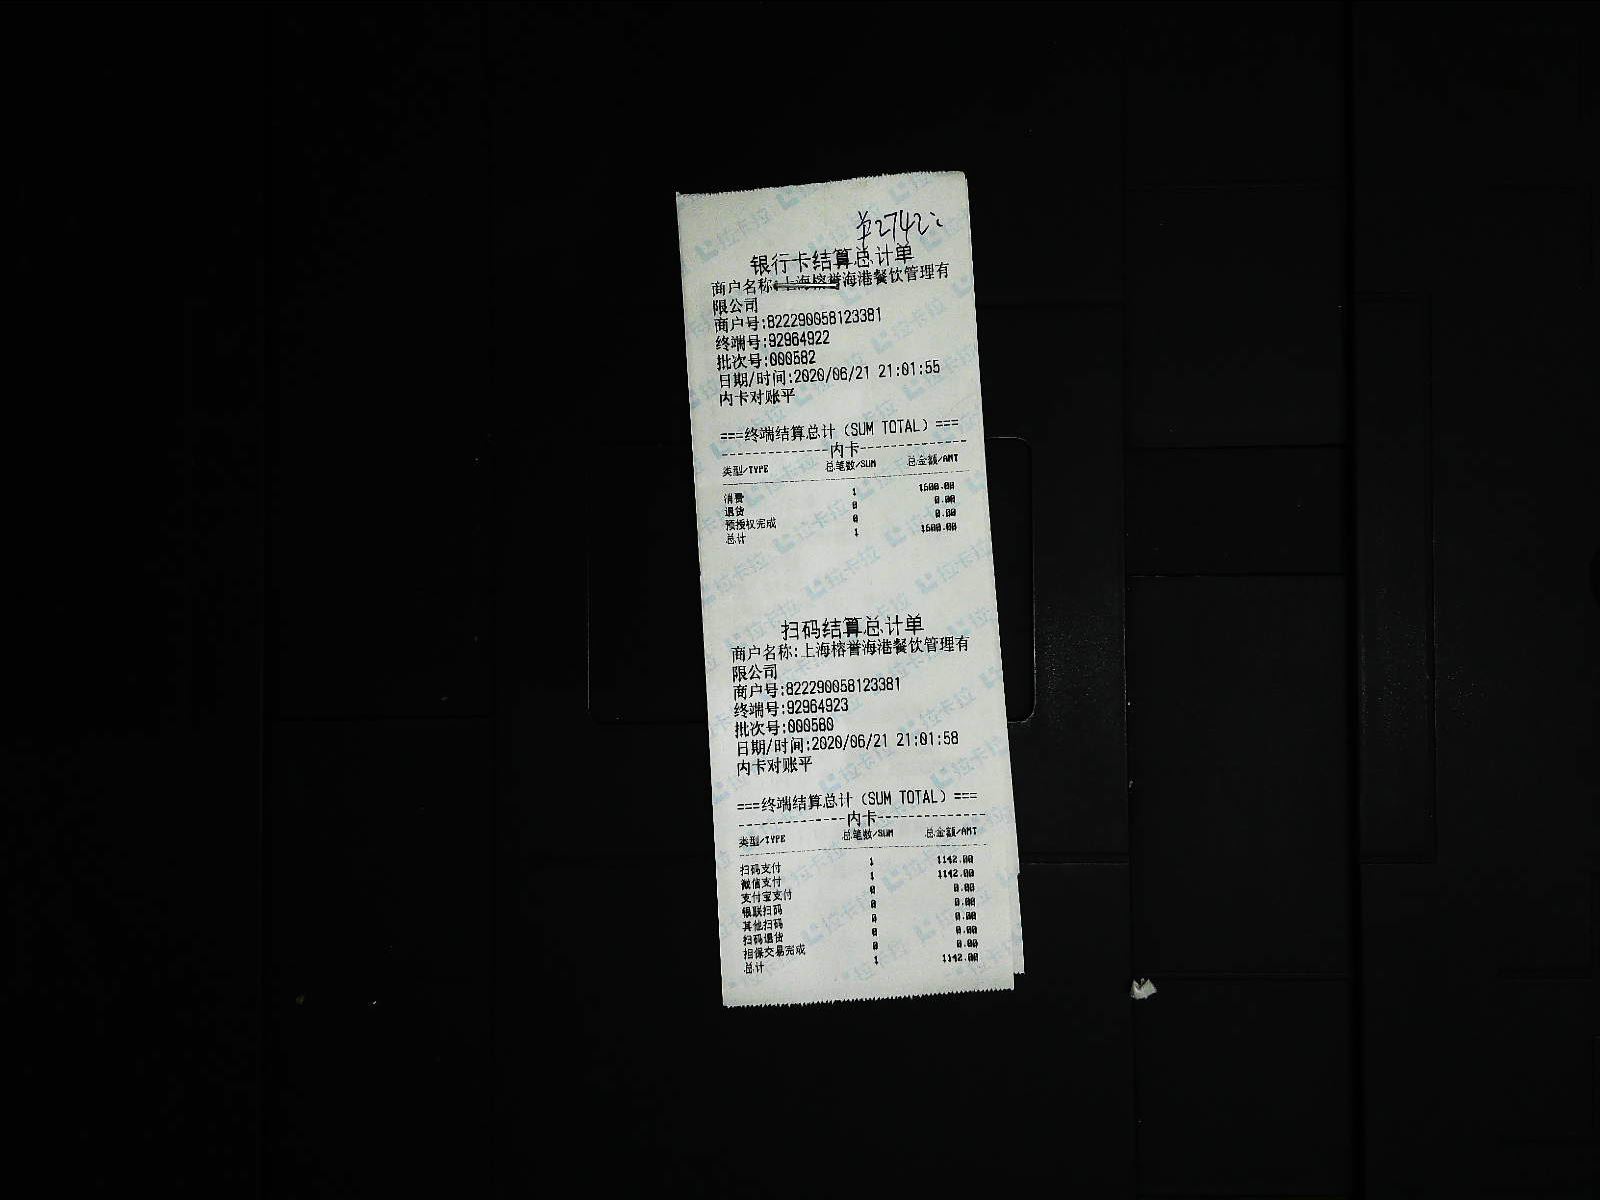 ¥2742:
银行卡结算总计单
商户名称:上海榕誉海港餐饮管理有
限公司
商户号:822290058123381
终端号:92964922
批次号:000582
日期/时间:2020/06/21 21:01:55
内卡对账平
===终端结算总计(SUM TOTAL)===
内卡
类型/TYPE 总笔数/SUM 总金额/AMT
消费 1 1600.00
退货 0 0.00
预授权完成 0 0.00
总计 1 1600.00
扫码结算总计单
商户名称:上海榕誉海港餐饮管理有
限公司
商户号:822290058123381
终端号:92964923
批次号:000580
日期/时间:2020/06/21 21:01:58
内卡对账平
===终端结算总计(SUM TOTAL)===
内卡
类型/TYPE 总笔数/SUM 总金额/AMT
扫码支付 1 1142.00
微信支付 1 1142.00
支付宝支付 0 0.00
银联扫码 0 0.00
其他扫码 0 0.00
扫码退货 0 0.00
担保交易完成 0 0.00
总计 1 1142.00